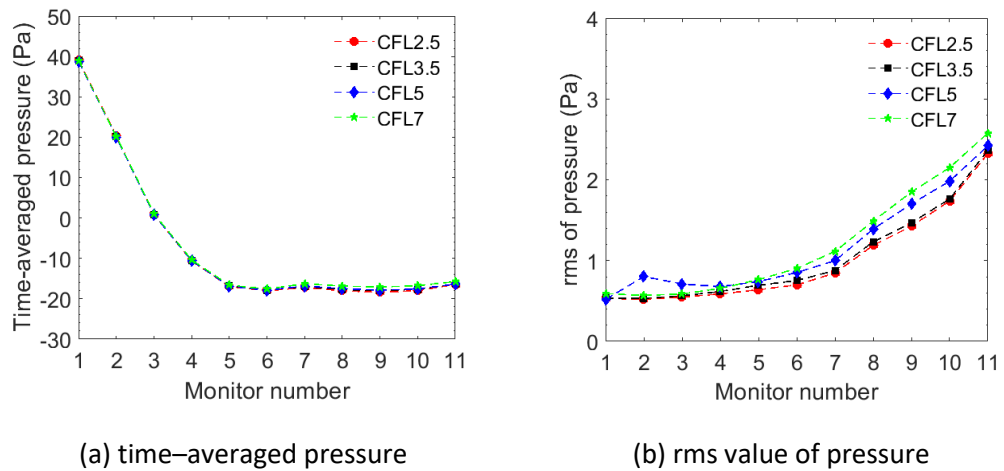 50
40
30
20
10
0
-10
-20
-30
Time-averaged pressure (Pa)
CFL2.5
CFL3.5
CFL5
CFL7
1 2 3 4 5 6 7 8 9 10 11
Monitor number
(a) time–averaged pressure
4
3
2
1
0
rms of pressure (Pa)
CFL2.5
CFL3.5
CFL5
CFL7
1 2 3 4 5 6 7 8 9 10 11
Monitor number
(b) rms value of pressure